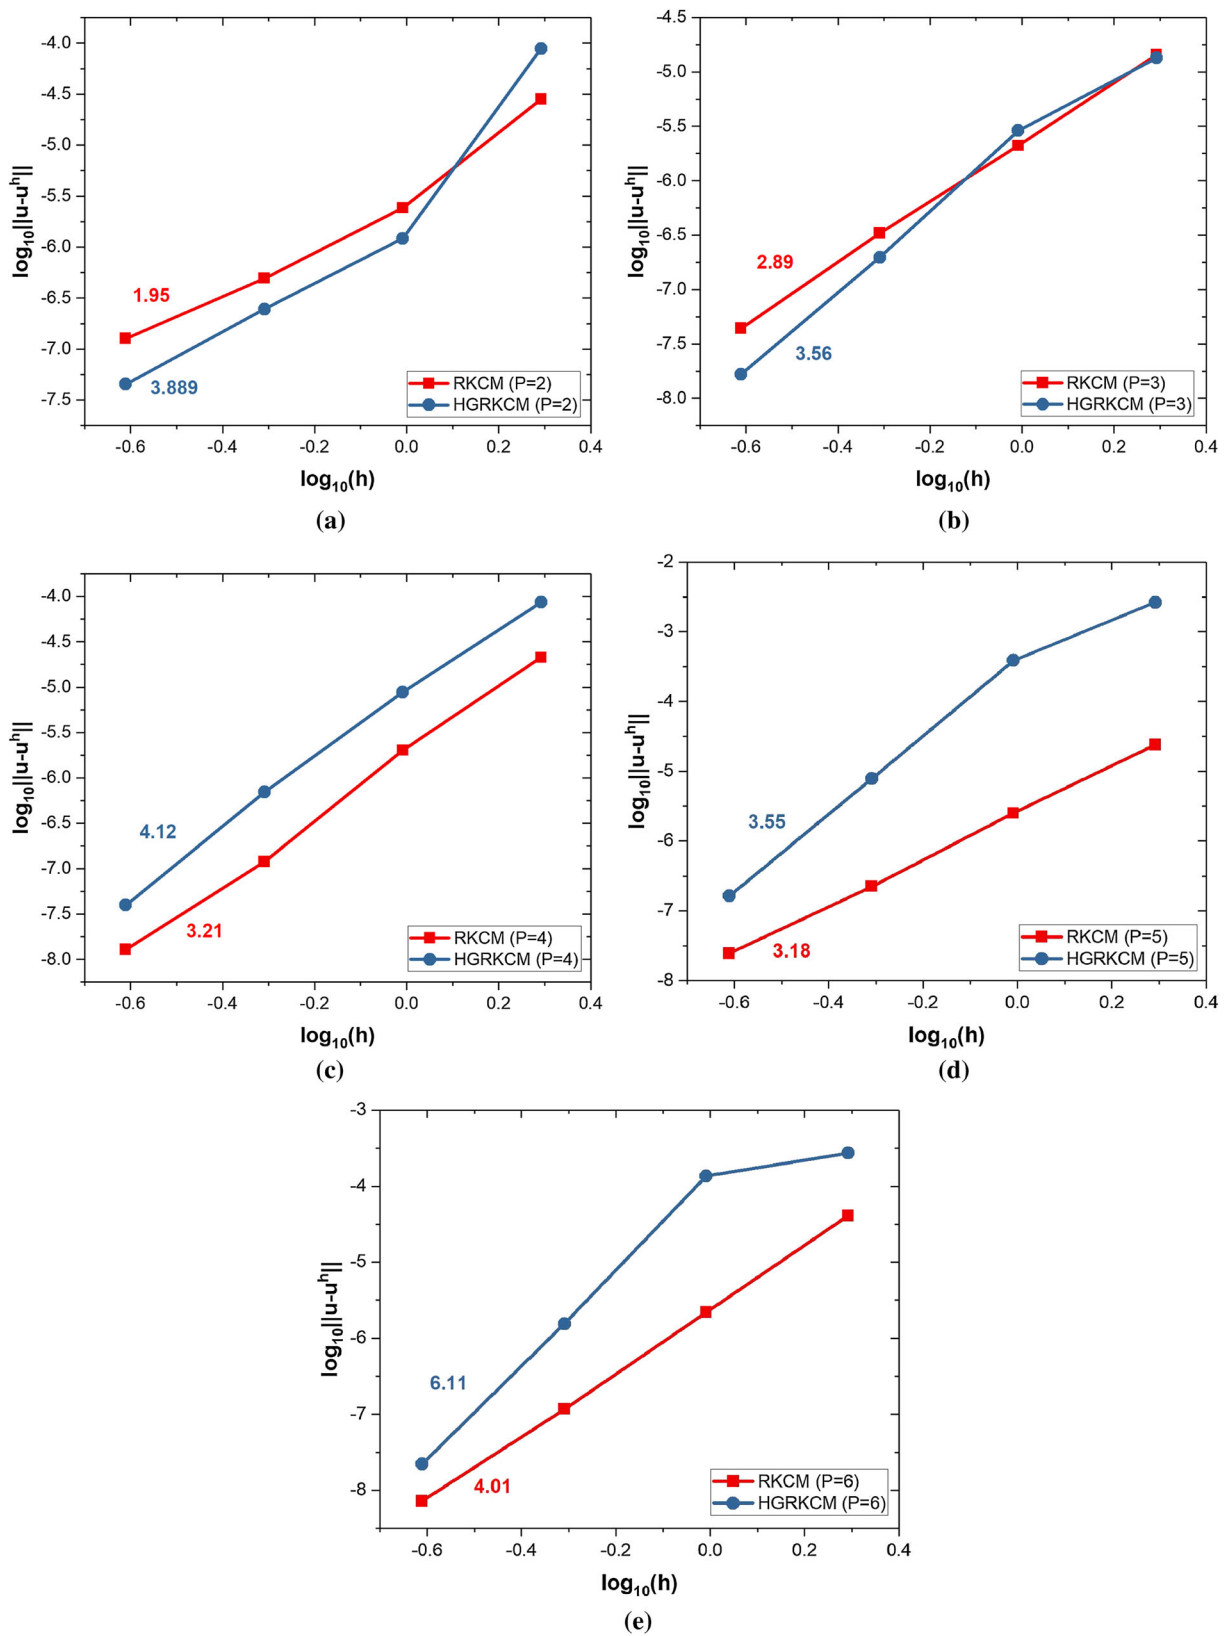 -4.0
-4.5
-5.0
-5.5
-6.0
-6.5
-7.0
-7.5
log10||u-u^h||
1.95
3.889
RKCM (P=2)
HGRKCM (P=2)
-0.6 -0.4 -0.2 0.0 0.2 0.4
log10(h)
(a)
-4.5
-5.0
-5.5
-6.0
-6.5
-7.0
-7.5
-8.0
log10||u-u^h||
2.89
3.56
RKCM (P=3)
HGRKCM (P=3)
-0.6 -0.4 -0.2 0.0 0.2 0.4
log10(h)
(b)
-4.0
-4.5
-5.0
-5.5
-6.0
-6.5
-7.0
-7.5
-8.0
log10||u-u^h||
4.12
3.21
RKCM (P=4)
HGRKCM (P=4)
-0.6 -0.4 -0.2 0.0 0.2 0.4
log10(h)
(c)
-2
-3
-4
-5
-6
-7
-8
log10||u-u^h||
3.55
3.18
RKCM (P=5)
HGRKCM (P=5)
-0.6 -0.4 -0.2 0.0 0.2 0.4
log10(h)
(d)
-3
-4
-5
-6
-7
-8
log10||u-u^h||
6.11
4.01
RKCM (P=6)
HGRKCM (P=6)
-0.6 -0.4 -0.2 0.0 0.2 0.4
log10(h)
(e)